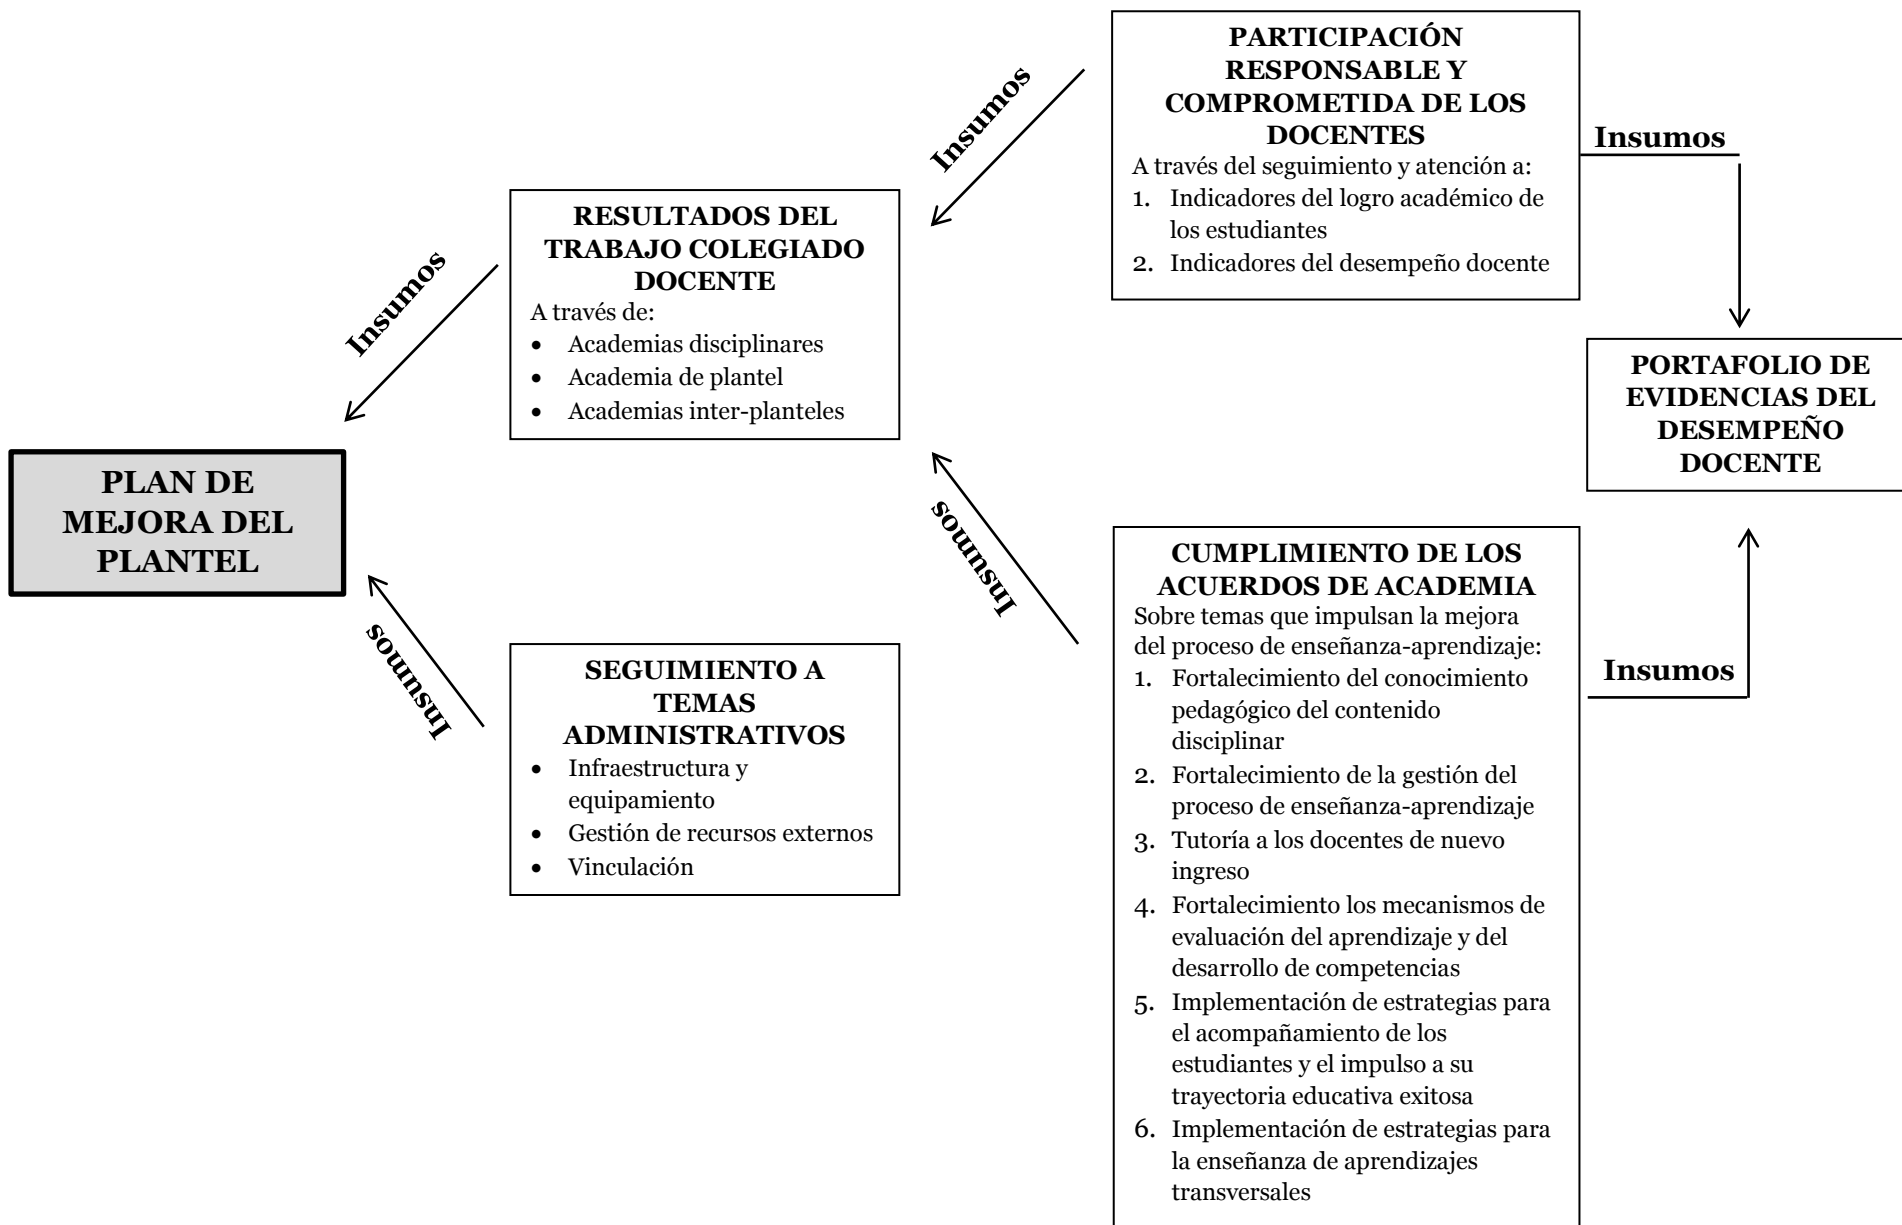 PLAN DE
MEJORA DEL
PLANTEL
Insumos
Insumos
RESULTADOS DEL
TRABAJO COLEGIADO
DOCENTE
A través de:
• Academias disciplinares
• Academia de plantel
• Academias inter-planteles
SEGUIMIENTO A
TEMAS
ADMINISTRATIVOS
• Infraestructura y
equipamiento
• Gestión de recursos externos
• Vinculación
Insumos
Insumos
PARTICIPACIÓN
RESPONSABLE Y
COMPROMETIDA DE LOS
DOCENTES
A través del seguimiento y atención a:
1. Indicadores del logro académico de
los estudiantes
2. Indicadores del desempeño docente
CUMPLIMIENTO DE LOS
ACUERDOS DE ACADEMIA
Sobre temas que impulsan la mejora
del proceso de enseñanza-aprendizaje:
1. Fortalecimiento del conocimiento
pedagógico del contenido
disciplinar
2. Fortalecimiento de la gestión del
proceso de enseñanza-aprendizaje
3. Tutoría a los docentes de nuevo
ingreso
4. Fortalecimiento los mecanismos de
evaluación del aprendizaje y del
desarrollo de competencias
5. Implementación de estrategias para
el acompañamiento de los
estudiantes y el impulso a su
trayectoria educativa exitosa
6. Implementación de estrategias para
la enseñanza de aprendizajes
transversales
Insumos
PORTAFOLIO DE
EVIDENCIAS DEL
DESEMPEÑO
DOCENTE
Insumos